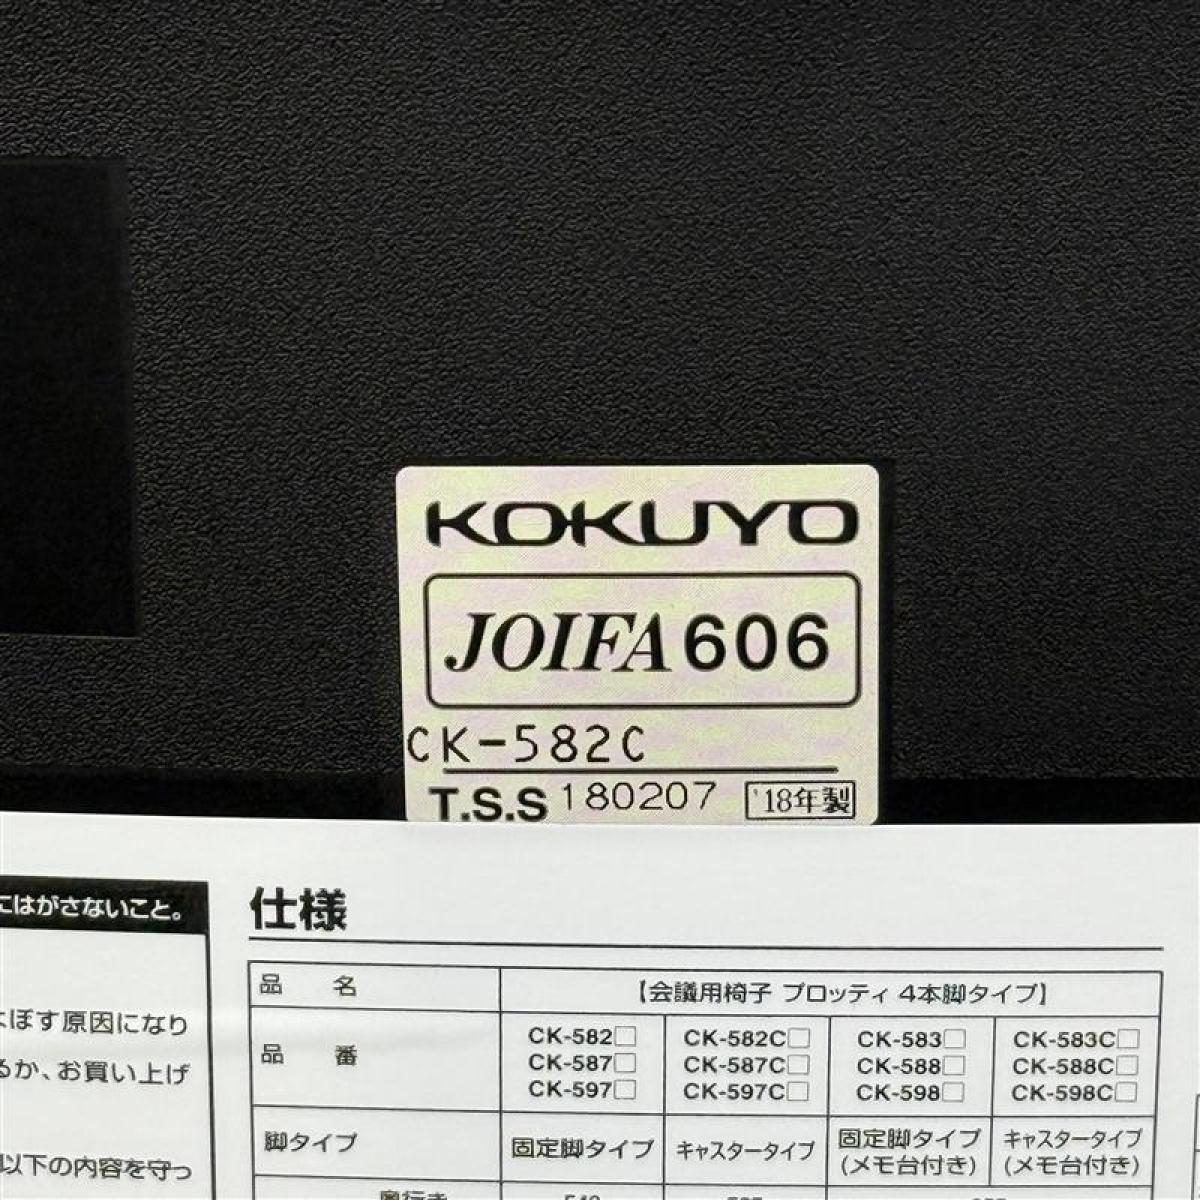 KOKUYO
JOIFA 606
CK-582C
T.S.S 180207 '18年製
にはがさないこと。
ぼす原因になり
るか、お買い上げ
以下の内容を守っ
仕様
品 名 【会議用椅子 プロッティ 4本脚タイプ】
品 番
CK-582□ CK-582C□ CK-583□ CK-583C□
CK-587□ CK-587C□ CK-588□ CK-588C□
CK-597□ CK-597C□ CK-598□ CK-598C□
脚タイプ 固定脚タイプ キャスタータイプ 固定脚タイプ (メモ台付き) キャスタータイプ (メモ台付き)
奥行き